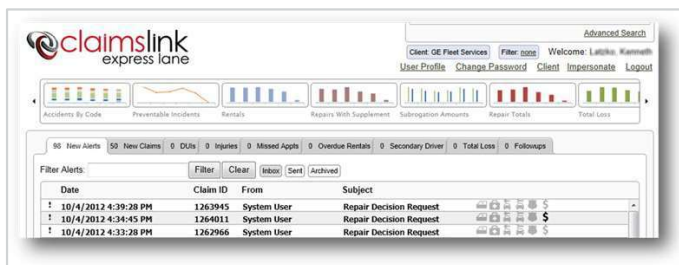 Advanced Search
claimslink
express lane
Client: GE Fleet Services Filter: none Welcome:
User Profile Change Password Client Impersonate Logout
Accidents By Code Preventable Incidents Rentals Repairs With Supplement Subrogation Amounts Repair Totals Total Loss
98 New Alerts 50 New Claims 0 DUIs 0 Injuries 0 Missed Appts 0 Overdue Rentals 0 Secondary Driver 0 Total Loss 0 Followups
Filter Alerts: Filter Clear Inbox Sent Archived
Date Claim ID From Subject
! 10/4/2012 4:39:28 PM 1263945 System User Repair Decision Request $
! 10/4/2012 4:34:45 PM 1264011 System User Repair Decision Request $
! 10/4/2012 4:33:28 PM 1262966 System User Repair Decision Request $